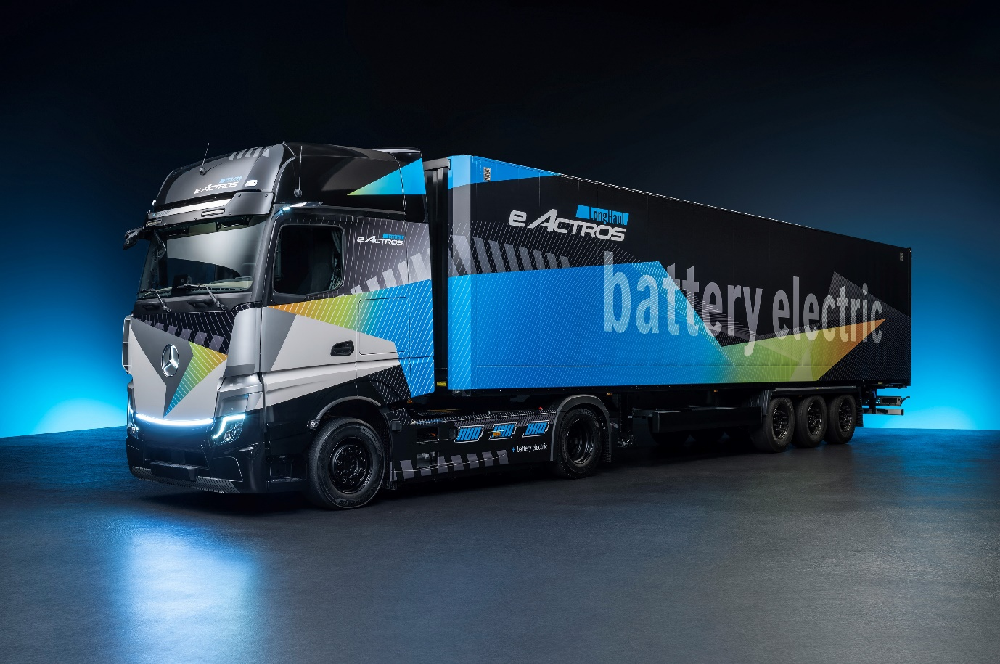 eACTROS
eACTROS
LongHaul
eACTROS
battery electric
+ battery electric